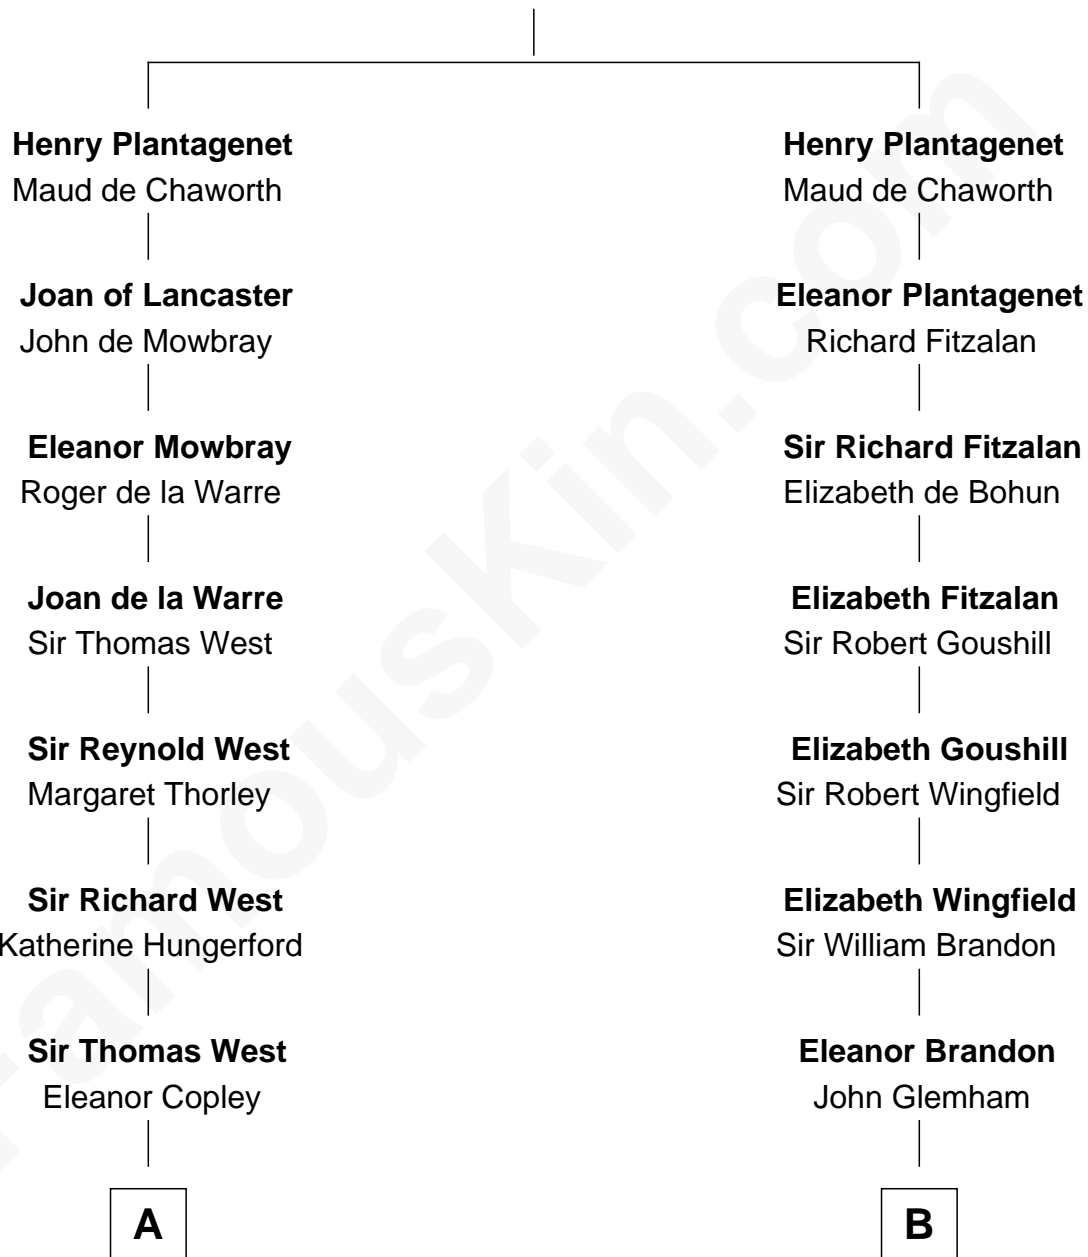 Henry Plantagenet
Maud de Chaworth
Joan of Lancaster
John de Mowbray
Eleanor Mowbray
Roger de la Warre
Joan de la Warre
Sir Thomas West
Sir Reynold West
Margaret Thorley
Sir Richard West
Katherine Hungerford
Sir Thomas West
Eleanor Copley
A
Henry Plantagenet
Maud de Chaworth
Eleanor Plantagenet
Richard Fitzalan
Sir Richard Fitzalan
Elizabeth de Bohun
Elizabeth Fitzalan
Sir Robert Goushill
Elizabeth Goushill
Sir Robert Wingfield
Elizabeth Wingfield
Sir William Brandon
Eleanor Brandon
John Glemham
B
FamousKin.com